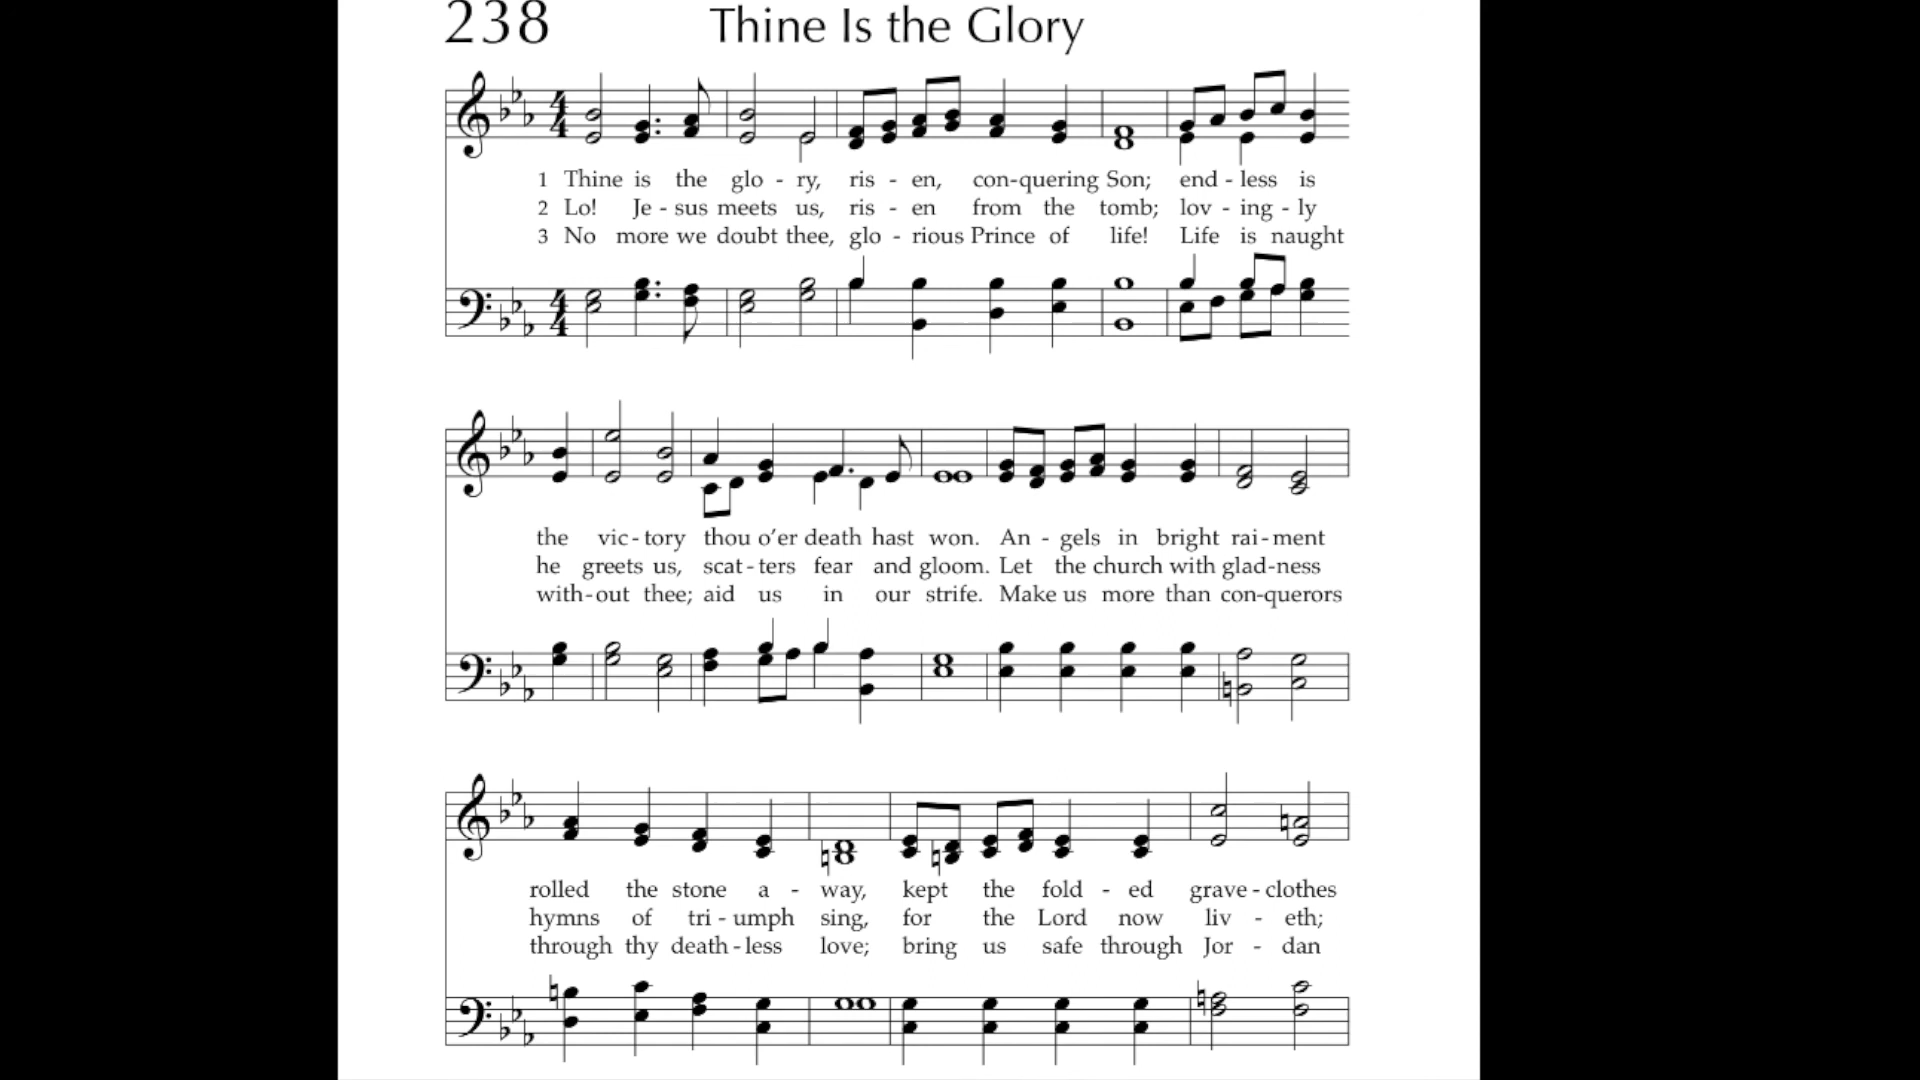 238 Thine Is the Glory
1 Thine is the glo - ry, ris - en, con-quering Son; end - less is
2 Lo! Je - sus meets us, ris - en from the tomb; lov - ing - ly
3 No more we doubt thee, glo - rious Prince of life! Life is naught
the vic - tory thou o'er death hast won. An - gels in bright rai - ment
he greets us, scat - ters fear and gloom. Let the church with glad-ness
with-out thee; aid us in our strife. Make us more than con-querors
rolled the stone a - way, kept the fold - ed grave - clothes
hymns of tri - umph sing, for the Lord now liv - eth;
through thy death - less love; bring us safe through Jor - dan